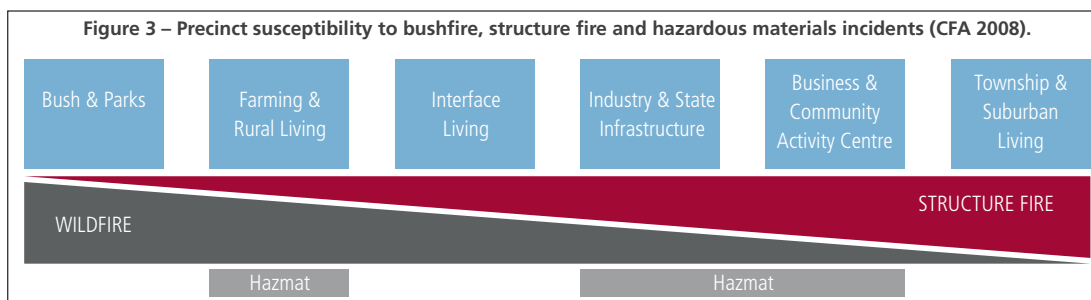 Figure 3 – Precinct susceptibility to bushfire, structure fire and hazardous materials incidents (CFA 2008).
Bush & Parks
Farming &
Rural Living
Interface
Living
Industry & State
Infrastructure
Business &
Community
Activity Centre
Township &
Suburban
Living
STRUCTURE FIRE
WILDFIRE
Hazmat
Hazmat